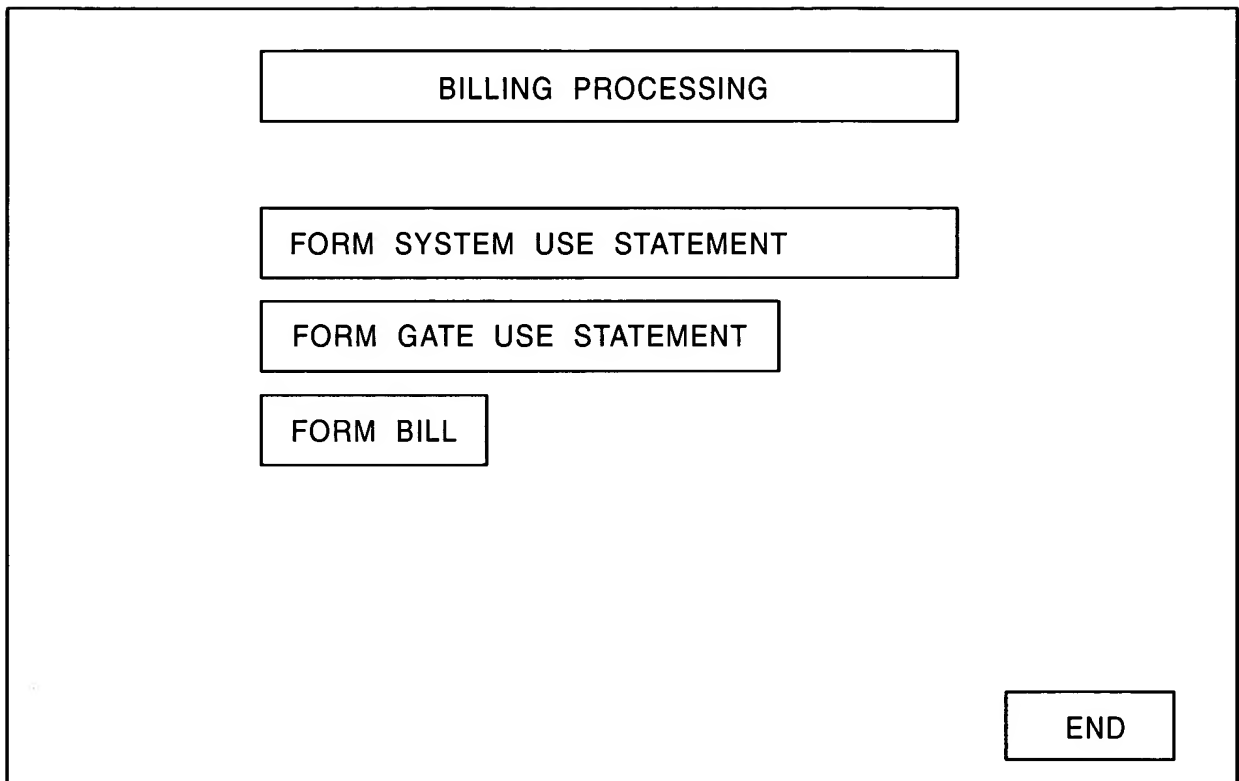 BILLING PROCESSING
FORM SYSTEM USE STATEMENT
FORM GATE USE STATEMENT
FORM BILL
END